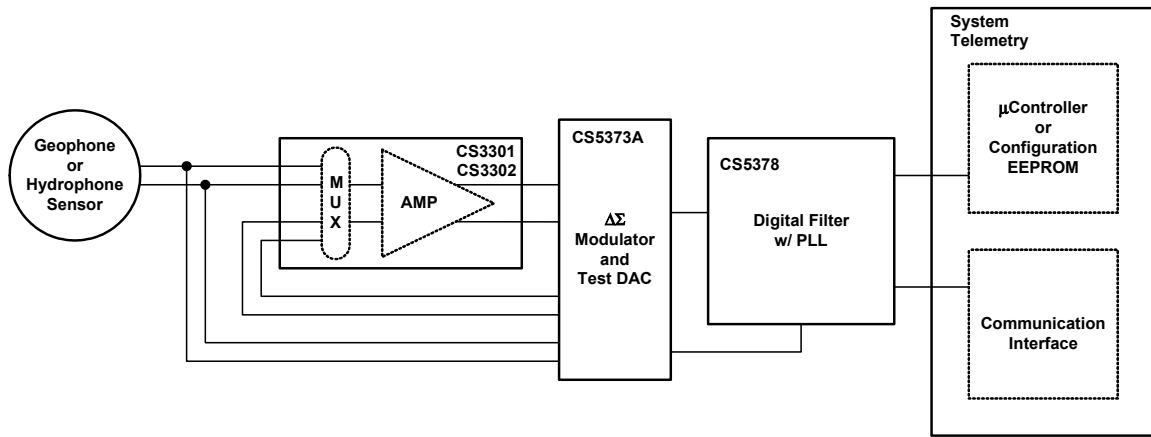 Geophone
or
Hydrophone
Sensor
M
U
X
AMP
CS3301
CS3302
CS5373A
ΔΣ
Modulator
and
Test DAC
CS5378
Digital Filter
w/ PLL
System
Telemetry
μController
or
Configuration
EEPROM
Communication
Interface